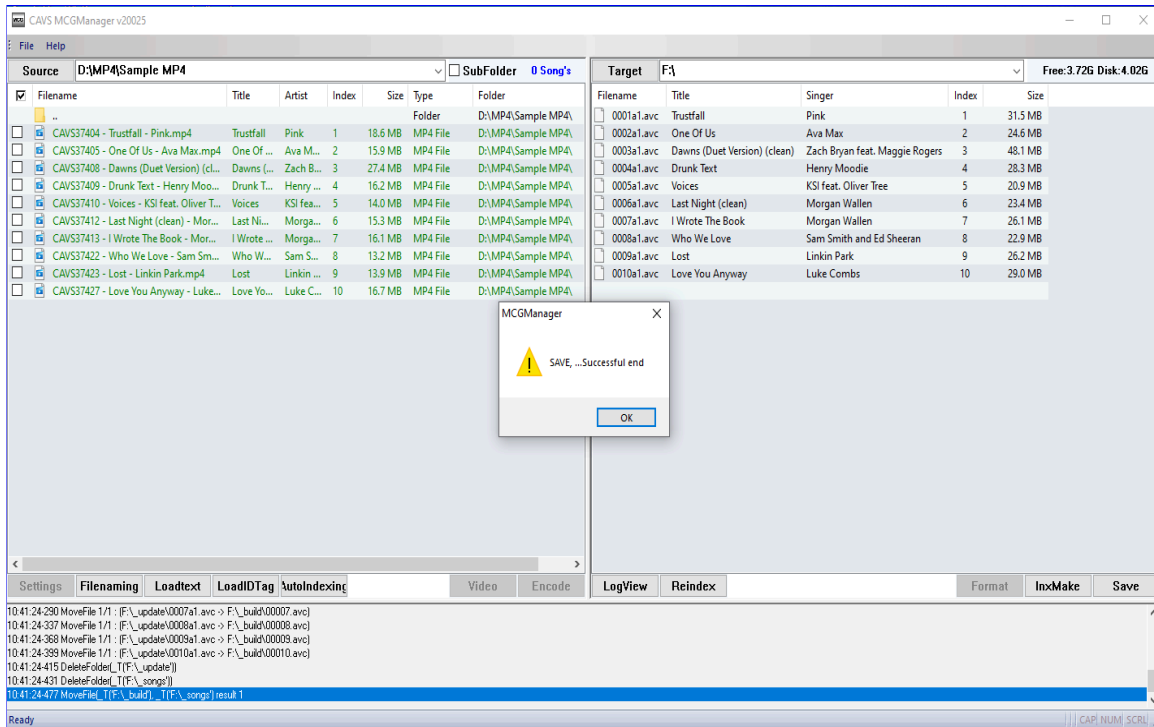 CAVS MCGManager v20025
File Help
Source D:\MP4\Sample MP4 SubFolder 0 Song's Target F:\ Free:3.72G Disk:4.02G
Filename Title Artist Index Size Type Folder Filename Title Singer Index Size
.. Folder D:\MP4\Sample MP4\ 0001a1.avc Trustfall Pink 1 31.5 MB
CAVS37404 - Trustfall - Pink.mp4 Trustfall Pink 1 18.6 MB MP4 File D:\MP4\Sample MP4\ 0002a1.avc One Of Us Ava Max 2 24.6 MB
CAVS37405 - One Of Us - Ava Max.mp4 One Of ... Ava M... 2 15.9 MB MP4 File D:\MP4\Sample MP4\ 0003a1.avc Dawns (Duet Version) (clean) Zach Bryan feat. Maggie Rogers 3 48.1 MB
CAVS37408 - Dawns (Duet Version) (cl... Dawns (... Zach B... 3 27.4 MB MP4 File D:\MP4\Sample MP4\ 0004a1.avc Drunk Text Henry Moodie 4 28.3 MB
CAVS37409 - Drunk Text - Henry Moo... Drunk T... Henry ... 4 16.2 MB MP4 File D:\MP4\Sample MP4\ 0005a1.avc Voices KSI feat. Oliver Tree 5 20.9 MB
CAVS37410 - Voices - KSI feat. Oliver T... Voices KSI fea... 5 14.0 MB MP4 File D:\MP4\Sample MP4\ 0006a1.avc Last Night (clean) Morgan Wallen 6 23.4 MB
CAVS37412 - Last Night (clean) - Mor... Last Ni... Morga... 6 15.3 MB MP4 File D:\MP4\Sample MP4\ 0007a1.avc I Wrote The Book Morgan Wallen 7 26.1 MB
CAVS37413 - I Wrote The Book - Mor... I Wrote ... Morga... 7 16.1 MB MP4 File D:\MP4\Sample MP4\ 0008a1.avc Who We Love Sam Smith and Ed Sheeran 8 22.9 MB
CAVS37422 - Who We Love - Sam Sm... Who W... Sam S... 8 13.2 MB MP4 File D:\MP4\Sample MP4\ 0009a1.avc Lost Linkin Park 9 26.2 MB
CAVS37423 - Lost - Linkin Park.mp4 Lost Linkin ... 9 13.9 MB MP4 File D:\MP4\Sample MP4\ 0010a1.avc Love You Anyway Luke Combs 10 29.0 MB
CAVS37427 - Love You Anyway - Luke... Love Yo... Luke C... 10 16.7 MB MP4 File D:\MP4\Sample MP4\
MCGManager
SAVE, ...Successful end
OK
Settings Filenaming Loadtext LoadIDTag AutoIndexing Video Encode LogView Reindex Format InxMake Save
10:41:24-290 MoveFile 1/1 : (F:\_update\0007a1.avc -> F:\_build\00007.avc)
10:41:24-337 MoveFile 1/1 : (F:\_update\0008a1.avc -> F:\_build\00008.avc)
10:41:24-368 MoveFile 1/1 : (F:\_update\0009a1.avc -> F:\_build\00009.avc)
10:41:24-399 MoveFile 1/1 : (F:\_update\0010a1.avc -> F:\_build\00010.avc)
10:41:24-415 DeleteFolder(_T('F:\_update'))
10:41:24-431 DeleteFolder(_T('F:\_songs'))
10:41:24-477 MoveFile(_T('F:\_build'), _T('F:\_songs') result 1
Ready CAP NUM SCRL